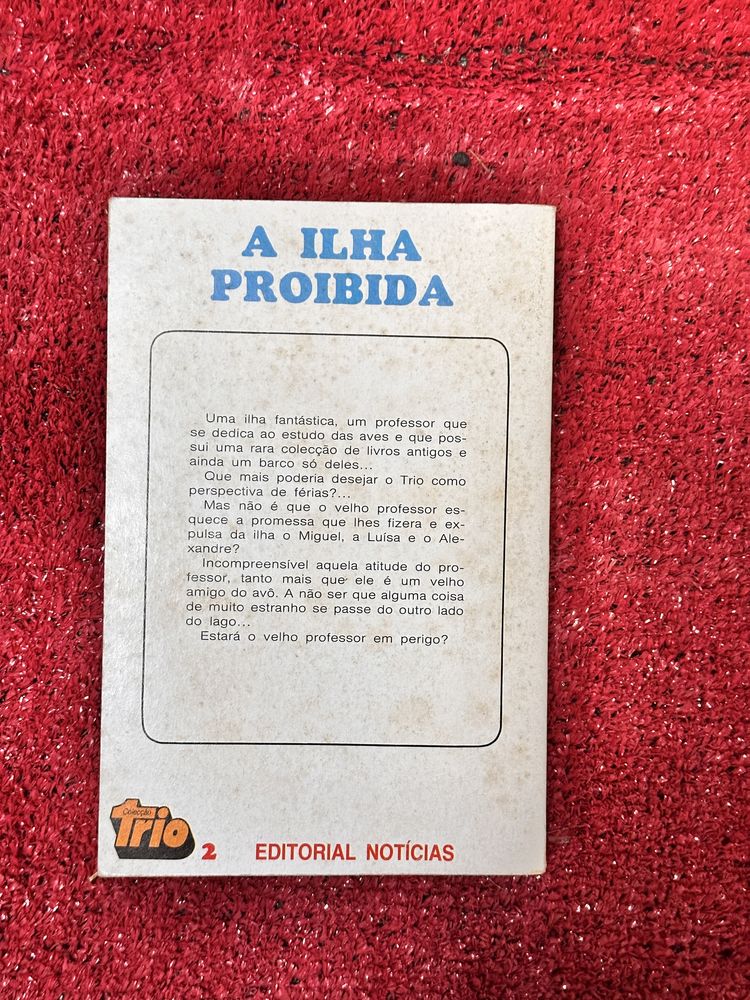 A ILHA
PROIBIDA
Uma ilha fantástica, um professor que
se dedica ao estudo das aves e que pos-
sui uma rara colecção de livros antigos e
ainda um barco só deles...
Que mais poderia desejar o Trio como
perspectiva de férias?...
Mas não é que o velho professor es-
quece a promessa que lhes fizera e ex-
pulsa da ilha o Miguel, a Luísa e o Ale-
xandre?
Incompreensível aquela atitude do pro-
fessor, tanto mais que ele é um velho
amigo do avô. A não ser que alguma coisa
de muito estranho se passe do outro lado
do lago...
Estará o velho professor em perigo?
Colecção
Trio
2 EDITORIAL NOTÍCIAS